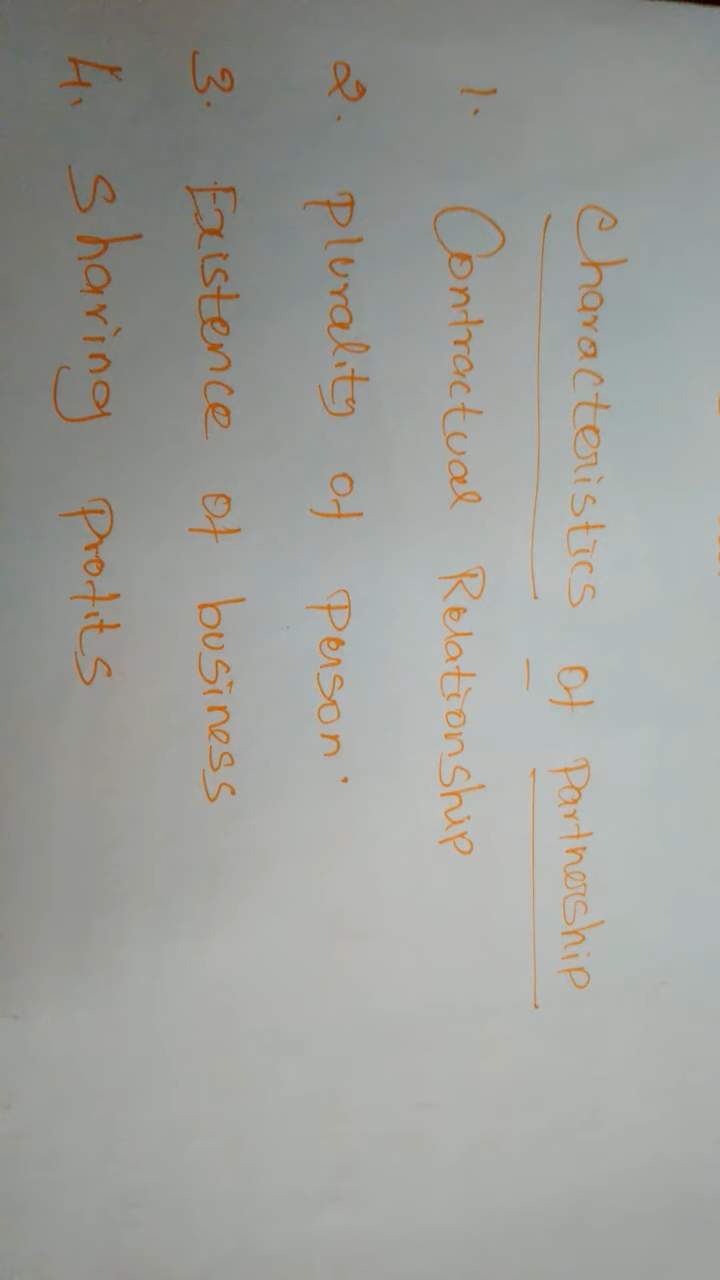 Characteristics of Partnership
1. Contractual Relationship
2. Plurality of Person.
3. Existence of business
4. Sharing Profits